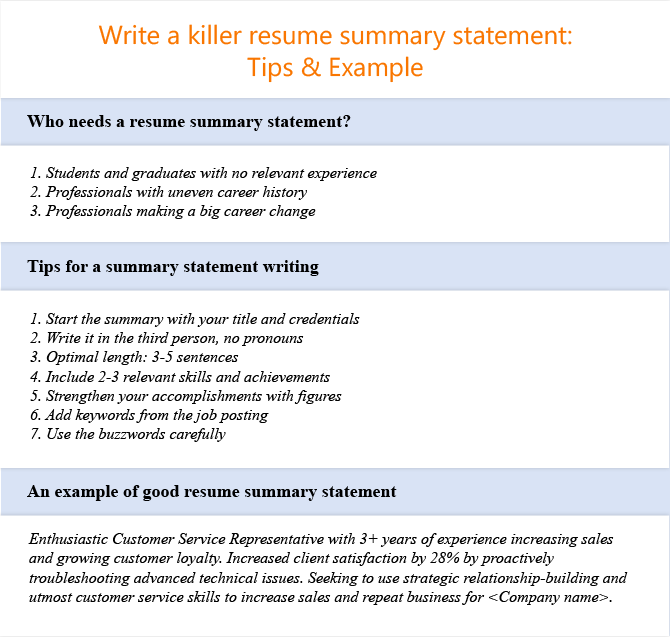 Write a killer resume summary statement:
Tips & Example
Who needs a resume summary statement?
1. Students and graduates with no relevant experience
2. Professionals with uneven career history
3. Professionals making a big career change
Tips for a summary statement writing
1. Start the summary with your title and credentials
2. Write it in the third person, no pronouns
3. Optimal length: 3-5 sentences
4. Include 2-3 relevant skills and achievements
5. Strengthen your accomplishments with figures
6. Add keywords from the job posting
7. Use the buzzwords carefully
An example of good resume summary statement
Enthusiastic Customer Service Representative with 3+ years of experience increasing sales
and growing customer loyalty. Increased client satisfaction by 28% by proactively
troubleshooting advanced technical issues. Seeking to use strategic relationship-building and
utmost customer service skills to increase sales and repeat business for <Company name>.